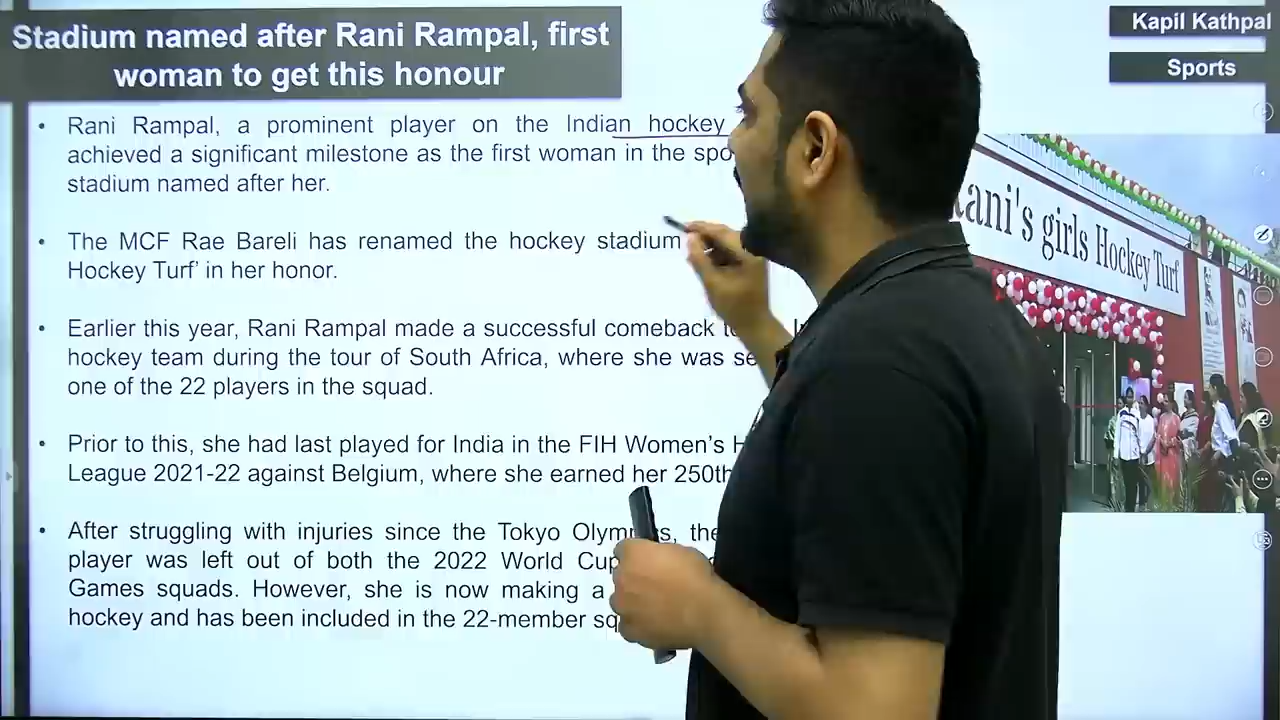 Stadium named after Rani Rampal, first
woman to get this honour
Kapil Kathpal
Sports
• Rani Rampal, a prominent player on the Indian hockey
achieved a significant milestone as the first woman in the
stadium named after her.
• The MCF Rae Bareli has renamed the hockey stadium
Hockey Turf’ in her honor.
• Earlier this year, Rani Rampal made a successful comeback
hockey team during the tour of South Africa, where she was
one of the 22 players in the squad.
• Prior to this, she had last played for India in the FIH Women’s
League 2021-22 against Belgium, where she earned her 250th
• After struggling with injuries since the Tokyo Olympics, the
player was left out of both the 2022 World Cup
Games squads. However, she is now making a
hockey and has been included in the 22-member
Rani's girls Hockey Turf